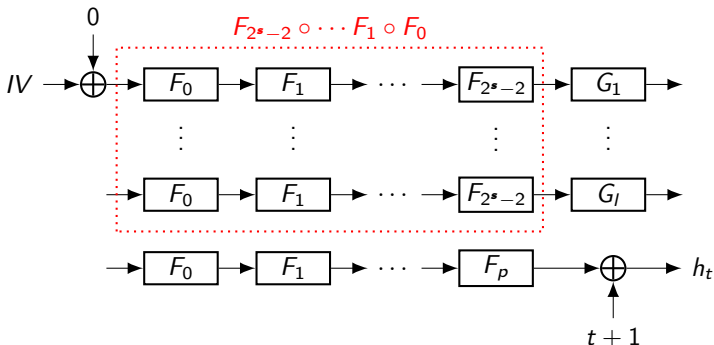 F_{2^s-2} ∘ ⋯ F_1 ∘ F_0
0
IV ⊕ F_0 F_1 ⋯ F_{2^s-2} G_1
⋮ ⋮ ⋮ ⋮
F_0 F_1 ⋯ F_{2^s-2} G_l
F_0 F_1 ⋯ F_p ⊕ h_t
t + 1